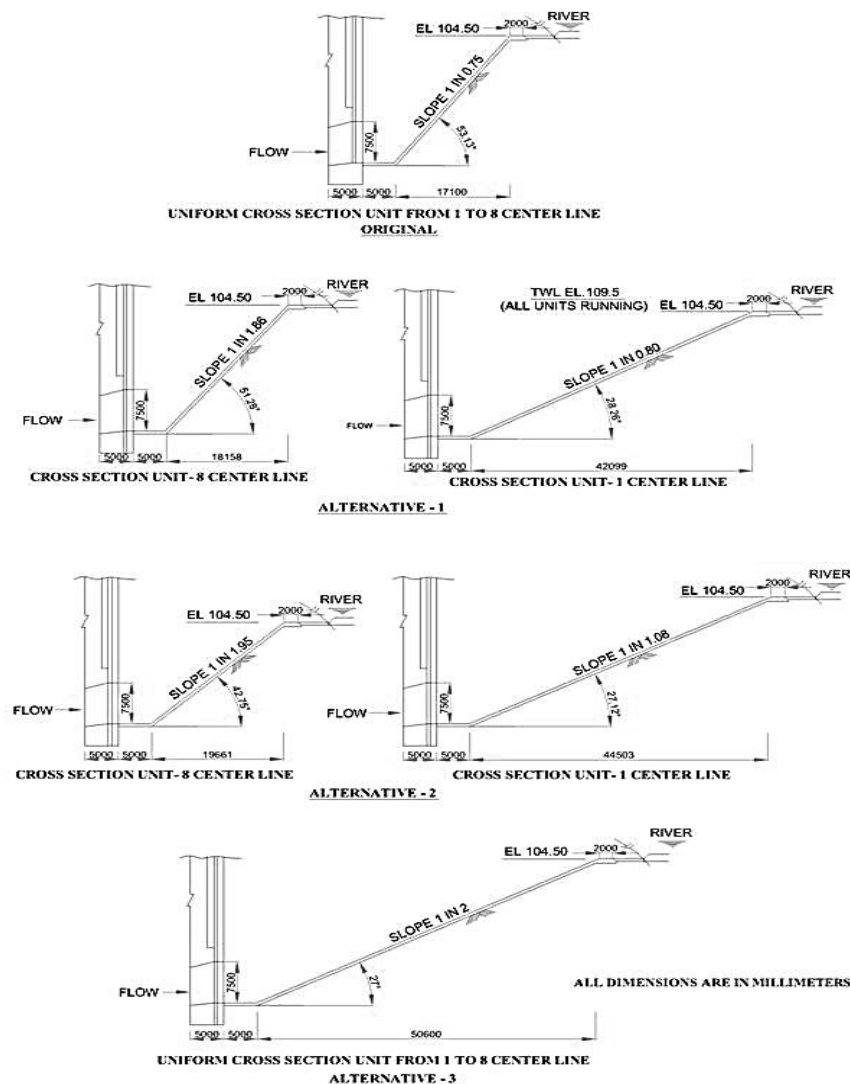 RIVER
2000
EL 104.50
SLOPE 1 IN 0.75
53.13°
7500
FLOW
5000 5000 17100
UNIFORM CROSS SECTION UNIT FROM 1 TO 8 CENTER LINE
ORIGINAL
RIVER
2000
EL 104.50
SLOPE 1 IN 1.86
51.28°
7500
FLOW
5000 5000 18158
CROSS SECTION UNIT- 8 CENTER LINE
TWL EL.109.5
(ALL UNITS RUNNING)
RIVER
2000
EL 104.50
SLOPE 1 IN 0.80
28.26°
7500
FLOW
5000 5000 42099
CROSS SECTION UNIT-1 CENTER LINE
ALTERNATIVE - 1
RIVER
2000
EL 104.50
SLOPE 1 IN 1.95
42.75°
7500
FLOW
5000 5000 19661
CROSS SECTION UNIT- 8 CENTER LINE
RIVER
2000
EL 104.50
SLOPE 1 IN 1.08
27.12°
7500
FLOW
5000 5000 44503
CROSS SECTION UNIT-1 CENTER LINE
ALTERNATIVE - 2
RIVER
2000
EL 104.50
SLOPE 1 IN 2
27°
7500
FLOW
5000 5000 50600
ALL DIMENSIONS ARE IN MILLIMETERS
UNIFORM CROSS SECTION UNIT FROM 1 TO 8 CENTER LINE
ALTERNATIVE - 3